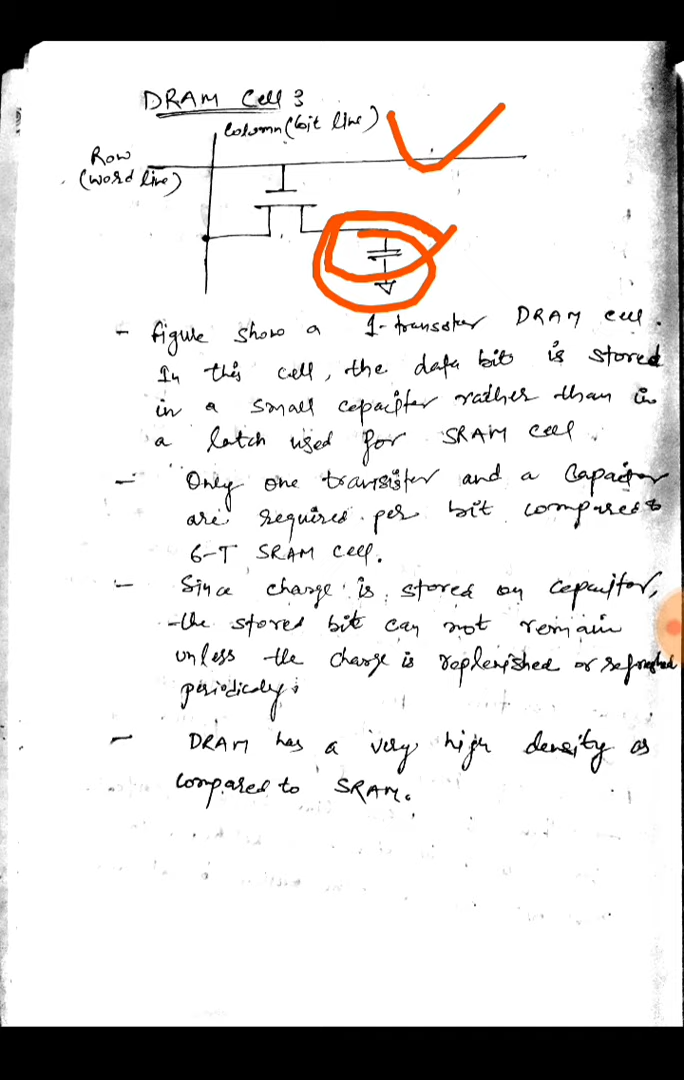 DRAM Cell :
Column (bit line)
Row
(word line)
- figure show a 1-transistor DRAM cell.
In this cell, the data bit is stored
in a small capacitor rather than in
a latch used for SRAM cell.
- Only one transistor and a Capacitor
are required per bit compared to
6-T SRAM cell.
- Since charge is stored on capacitor,
the stored bit can not remain
unless the charge is replenished or refreshed
periodically.
- DRAM has a very high density as
compared to SRAM.